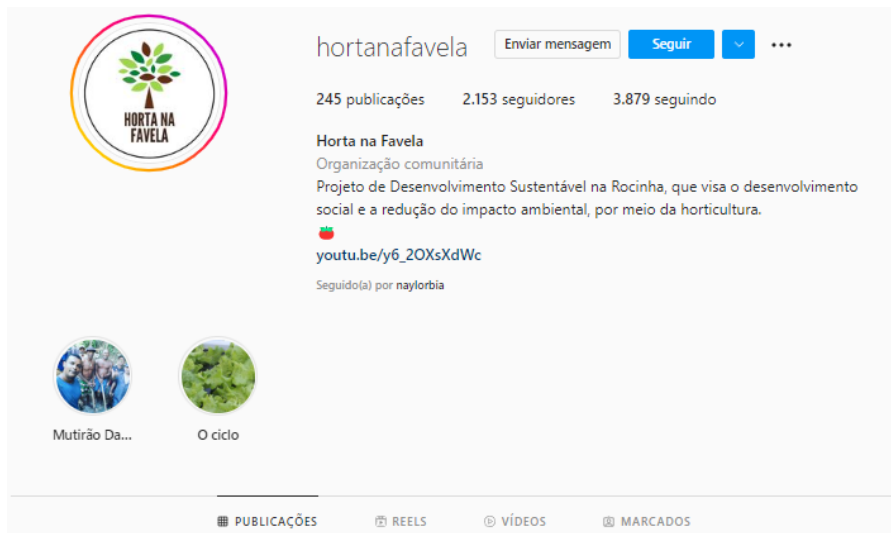 HORTA NA
FAVELA
hortanafavela Enviar mensagem Seguir
245 publicações 2.153 seguidores 3.879 seguindo
Horta na Favela
Organização comunitária
Projeto de Desenvolvimento Sustentável na Rocinha, que visa o desenvolvimento
social e a redução do impacto ambiental, por meio da horticultura.
🍅
youtu.be/y6_2OXsXdWc
Seguido(a) por naylorbia
Mutirão Da... O ciclo
PUBLICAÇÕES REELS VÍDEOS MARCADOS